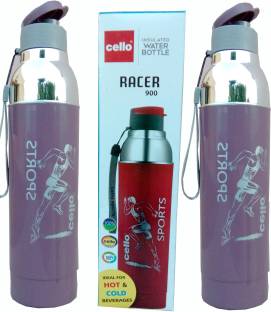 SPORTS
cello
cello
INSULATED
WATER
BOTTLE
RACER
900
cello
SPORTS
IDEAL FOR
HOT &
COLD
BEVERAGES
SPORTS
cello